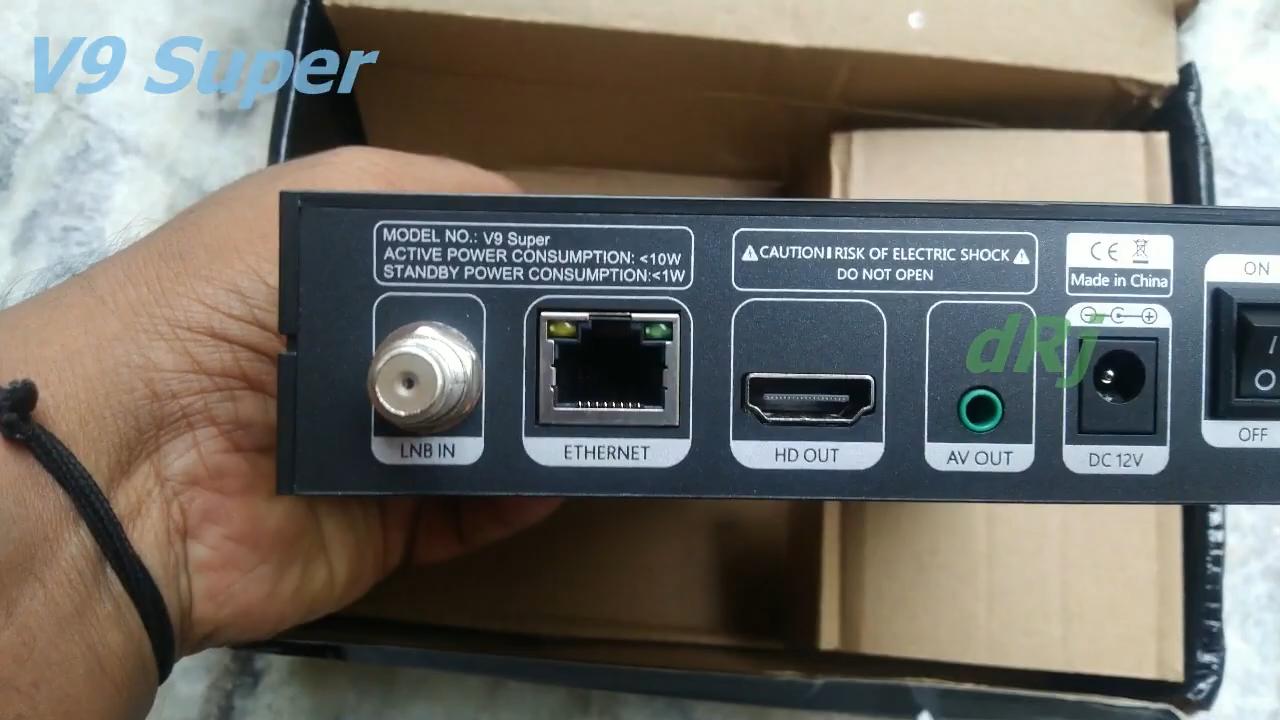 V9 Super
MODEL NO.: V9 Super
ACTIVE POWER CONSUMPTION: <10W
STANDBY POWER CONSUMPTION:<1W
CAUTION! RISK OF ELECTRIC SHOCK
DO NOT OPEN
CE
Made in China
ON
I
O
OFF
dRj
LNB IN
ETHERNET
HD OUT
AV OUT
DC 12V